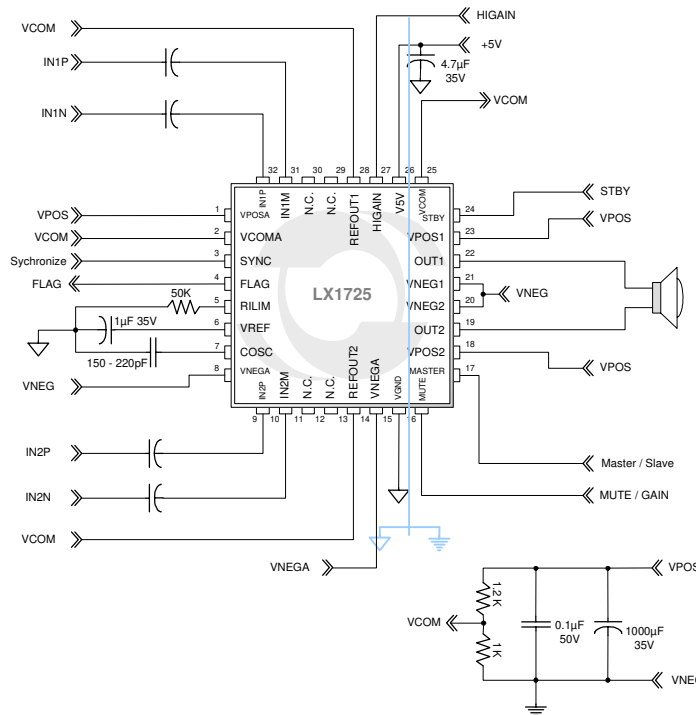 HIGAIN
VCOM
+5V
IN1P
4.7µF
35V
VCOM
IN1N
32 31 30 29 28 27 26 25
IN1P
IN1M
N.C.
N.C.
REFOUT1
HIGAIN
V5V
VCOM
VPOS 1 VPOSA
STBY 24 STBY
VCOM 2 VCOMA
VPOS1 23 VPOS
Sychronize 3 SYNC
OUT1 22
FLAG 4 FLAG
VNEG1 21
LX1725
50K 5 RILIM
VNEG2 20 VNEG
1µF 35V 6 VREF
OUT2 19
150 - 220pF 7 COSC
VPOS2 18 VPOS
VNEG 8 VNEGA
MASTER 17
IN2P
IN2M
N.C.
N.C.
REFOUT2
VNEGA
VGND
MUTE
9 10 11 12 13 14 15 16
IN2P
Master / Slave
IN2N
MUTE / GAIN
VCOM
VNEGA
VPOS
1.2K
VCOM
0.1µF
50V
1000µF
35V
1K